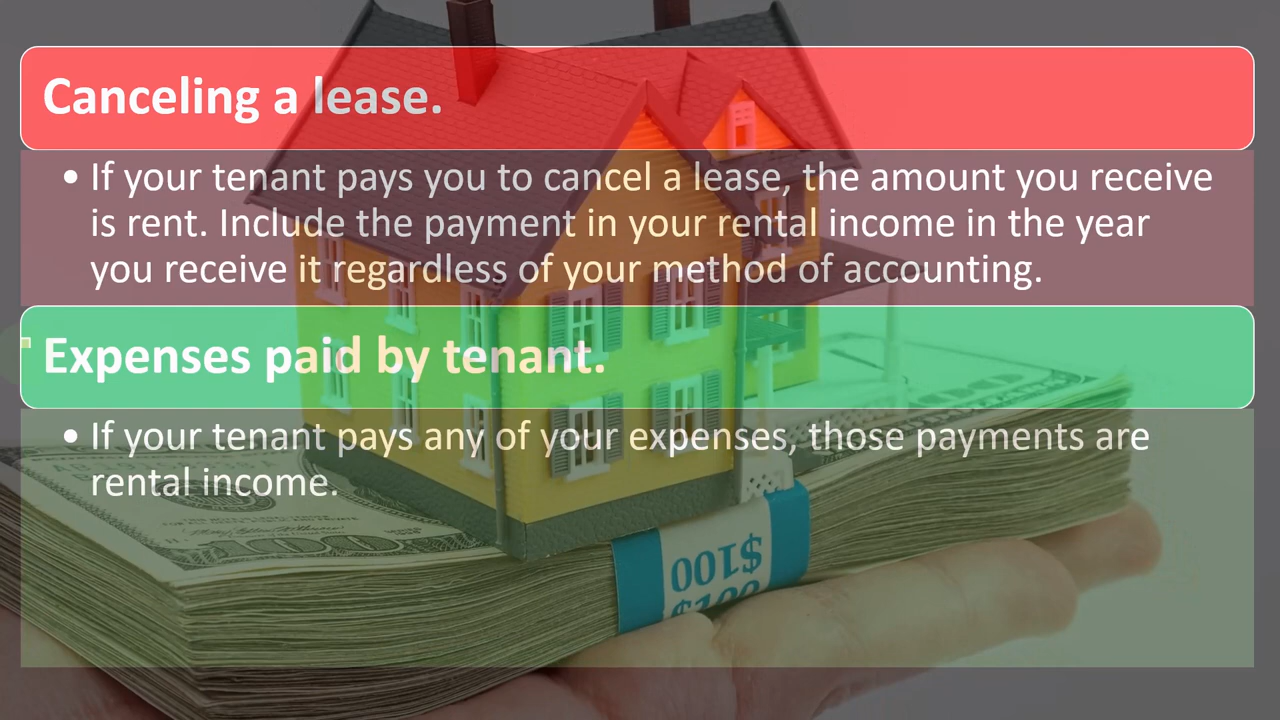 Canceling a lease.
• If your tenant pays you to cancel a lease, the amount you receive
is rent. Include the payment in your rental income in the year
you receive it regardless of your method of accounting.
Expenses paid by tenant.
• If your tenant pays any of your expenses, those payments are
rental income.
100
$100
$100